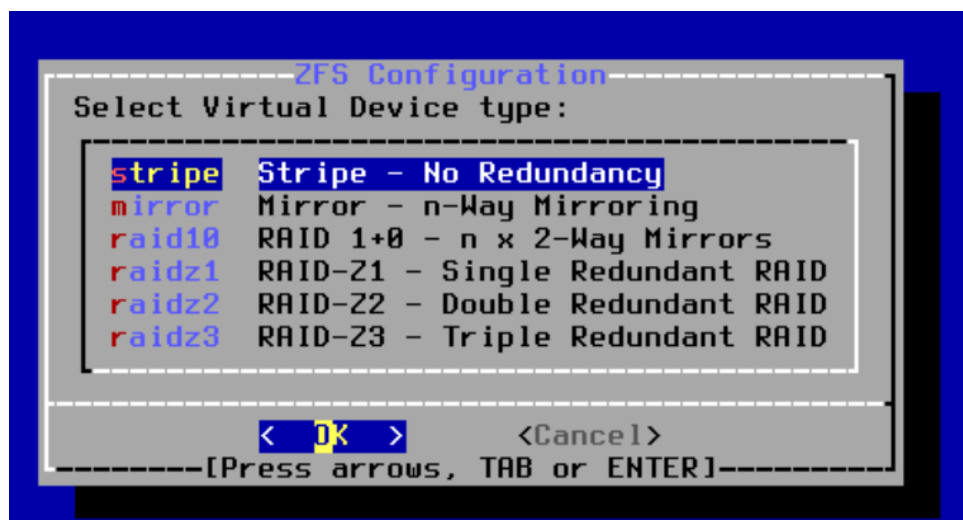 ZFS Configuration
Select Virtual Device type:
stripe Stripe - No Redundancy
mirror Mirror - n-Way Mirroring
raid10 RAID 1+0 - n x 2-Way Mirrors
raidz1 RAID-Z1 - Single Redundant RAID
raidz2 RAID-Z2 - Double Redundant RAID
raidz3 RAID-Z3 - Triple Redundant RAID
< OK > <Cancel>
[Press arrows, TAB or ENTER]